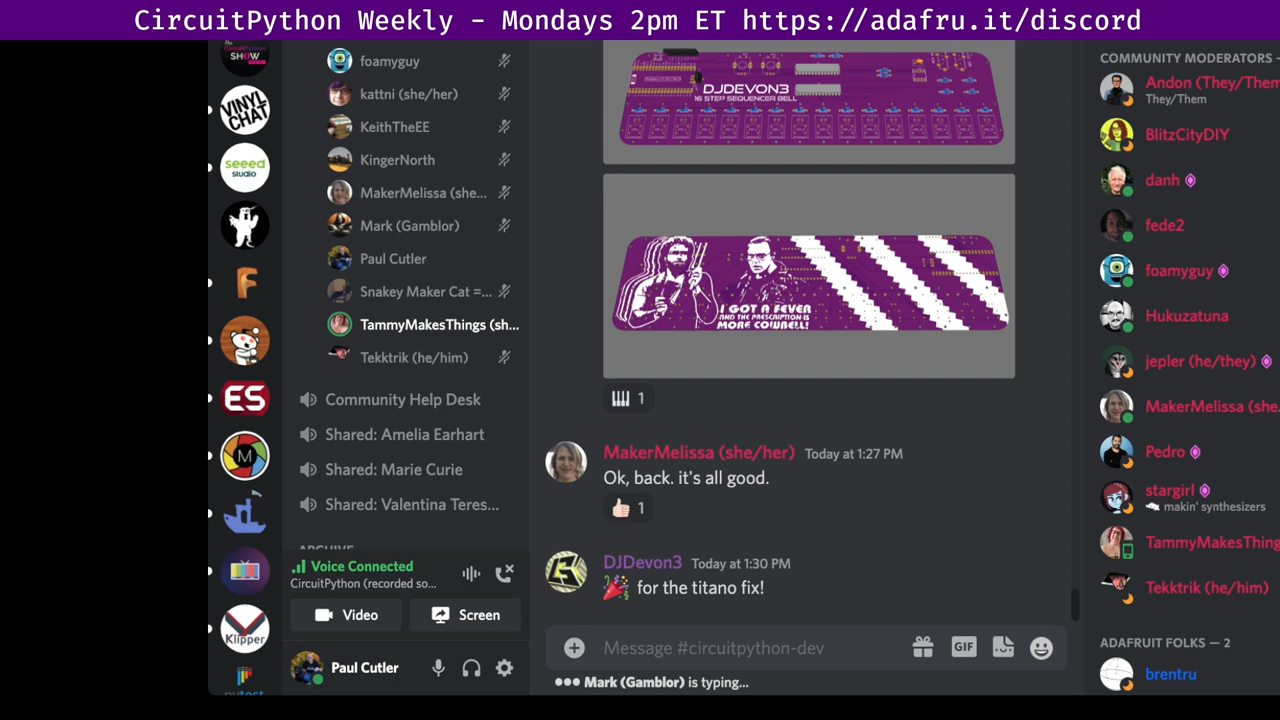 CircuitPython Weekly – Mondays 2pm ET https://adafru.it/discord
SHOW
VINYL
CHAT
seeed
studio
ES
M
Klipper
pytest
foamyguy
kattni (she/her)
KeithTheEE
KingerNorth
MakerMelissa (she...
Mark (Gamblor)
Paul Cutler
Snakey Maker Cat =...
TammyMakesThings (sh...
Tekktrik (he/him)
Community Help Desk
Shared: Amelia Earhart
Shared: Marie Curie
Shared: Valentina Teres...
ARCHIVE
Voice Connected
CircuitPython (recorded so...
Video
Screen
Paul Cutler
DJDEVON3
16 STEP SEQUENCER BELL
I GOT A FEVER
AND THE PRESCRIPTION IS
MORE COWBELL!
1
MakerMelissa (she/her) Today at 1:27 PM
Ok, back. it's all good.
1
DJDevon3 Today at 1:30 PM
for the titano fix!
Message #circuitpython-dev
GIF
Mark (Gamblor) is typing...
COMMUNITY MODERATORS –
Andon (They/Them
They/Them
BlitzCityDIY
danh
fede2
foamyguy
Hukuzatuna
jepler (he/they)
MakerMelissa (she
Pedro
stargirl
makin' synthesizers
TammyMakesThing
Tekktrik (he/him)
ADAFRUIT FOLKS — 2
brentru